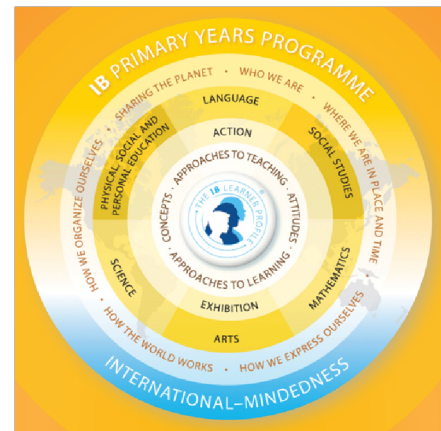 IB PRIMARY YEARS PROGRAMME
SHARING THE PLANET • WHO WE ARE • WHERE WE ARE IN PLACE AND TIME • HOW WE EXPRESS OURSELVES • HOW THE WORLD WORKS • HOW WE ORGANIZE OURSELVES •
LANGUAGE
SOCIAL STUDIES
MATHEMATICS
ARTS
SCIENCE
PHYSICAL, SOCIAL AND
PERSONAL EDUCATION
ACTION
EXHIBITION
APPROACHES TO TEACHING • ATTITUDES • APPROACHES TO LEARNING • CONCEPTS •
THE IB LEARNER PROFILE
INTERNATIONAL–MINDEDNESS